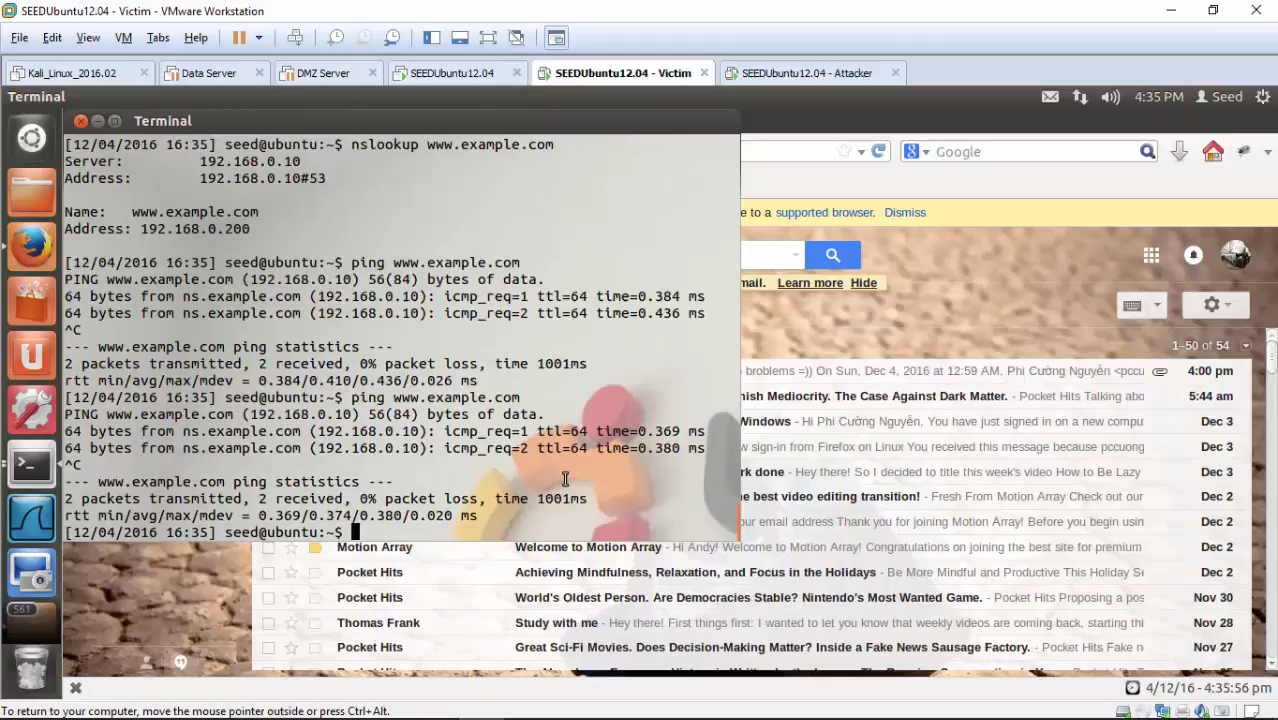 SEEDUbuntu12.04 - Victim - VMware Workstation
File Edit View VM Tabs Help
Kali_Linux_2016.02 Data Server DMZ Server SEEDUbuntu12.04 SEEDUbuntu12.04 - Victim SEEDUbuntu12.04 - Attacker
Terminal 4:35 PM Seed
Terminal
[12/04/2016 16:35] seed@ubuntu:~$ nslookup www.example.com
Server: 192.168.0.10
Address: 192.168.0.10#53
Name: www.example.com
Address: 192.168.0.200
[12/04/2016 16:35] seed@ubuntu:~$ ping www.example.com
PING www.example.com (192.168.0.10) 56(84) bytes of data.
64 bytes from ns.example.com (192.168.0.10): icmp_req=1 ttl=64 time=0.384 ms
64 bytes from ns.example.com (192.168.0.10): icmp_req=2 ttl=64 time=0.436 ms
^C
--- www.example.com ping statistics ---
2 packets transmitted, 2 received, 0% packet loss, time 1001ms
rtt min/avg/max/mdev = 0.384/0.410/0.436/0.026 ms
[12/04/2016 16:35] seed@ubuntu:~$ ping www.example.com
PING www.example.com (192.168.0.10) 56(84) bytes of data.
64 bytes from ns.example.com (192.168.0.10): icmp_req=1 ttl=64 time=0.369 ms
64 bytes from ns.example.com (192.168.0.10): icmp_req=2 ttl=64 time=0.380 ms
^C
--- www.example.com ping statistics ---
2 packets transmitted, 2 received, 0% packet loss, time 1001ms
rtt min/avg/max/mdev = 0.369/0.374/0.380/0.020 ms
[12/04/2016 16:35] seed@ubuntu:~$
Google
e to a supported browser. Dismiss
mail. Learn more Hide
1–50 of 54
problems =)) On Sun, Dec 4, 2016 at 12:59 AM, Phi Cường Nguyễn <pccu 4:00 pm
nish Mediocrity. The Case Against Dark Matter. - Pocket Hits Tutorial abo 5:44 am
Windows - Hi Phi Cường Nguyễn, You have just signed in on a new compu Dec 3
w sign-in from Firefox on Linux You received this message because pccuong Dec 3
rk done - Hey there! So I decided to title this week's video How to Be Lazy Dec 3
he best video editing transition! - Fresh From Motion Array Before you begin Dec 2
our email address Thank you for joining Motion Array. Before you begin using Dec 2
Motion Array Welcome to Motion Array - Hi Andy! Welcome to Motion Array! Congratulations on joining the best site for premium Dec 2
Pocket Hits Achieving Mindfulness, Relaxation, and Focus in the Holidays - Be More Mindful and Productive This Holiday Se Dec 2
Pocket Hits World's Oldest Person. Are Democracies Stable? Nintendo's Most Wanted Game. - Pocket Hits Proposing a pos Nov 30
Thomas Frank Study with me - Hey there! First things first: I wanted to let you know that weekly videos are coming back, starting thi Nov 28
Pocket Hits Great Sci-Fi Movies. Does Decision-Making Matter? Inside a Fake News Sausage Factory. - Pocket Hits Fake N Nov 27
561
4/12/16 - 4:35:56 pm
To return to your computer, move the mouse pointer outside or press Ctrl+Alt.